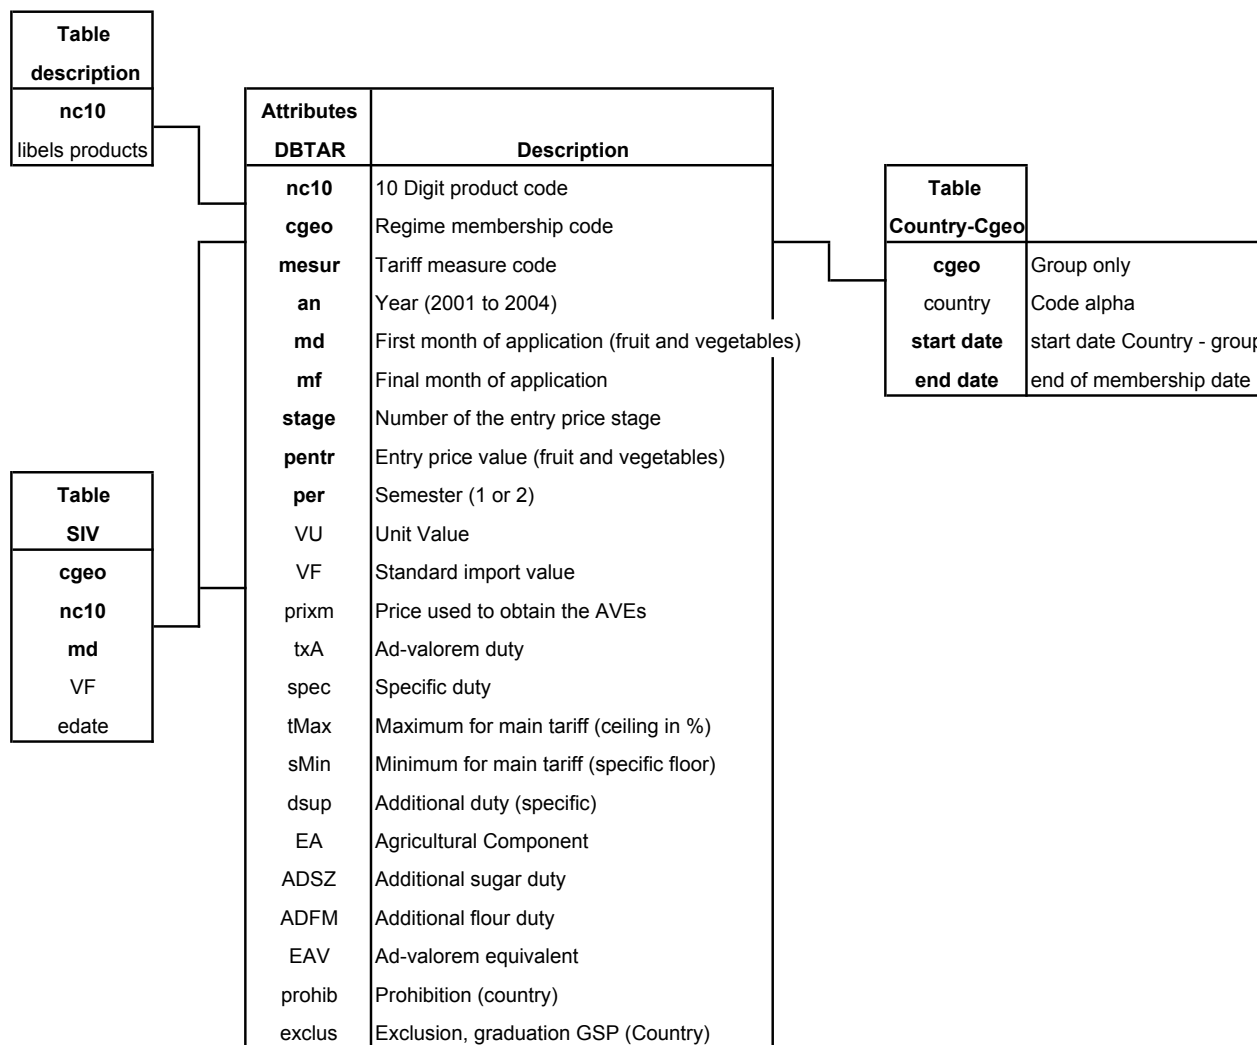 Table
description
nc10
libels products
Attributes
DBTAR Description
nc10 10 Digit product code
cgeo Regime membership code
mesur Tariff measure code
an Year (2001 to 2004)
md First month of application (fruit and vegetables)
mf Final month of application
stage Number of the entry price stage
pentr Entry price value (fruit and vegetables)
per Semester (1 or 2)
VU Unit Value
VF Standard import value
prixm Price used to obtain the AVEs
txA Ad-valorem duty
spec Specific duty
tMax Maximum for main tariff (ceiling in %)
sMin Minimum for main tariff (specific floor)
dsup Additional duty (specific)
EA Agricultural Component
ADSZ Additional sugar duty
ADFM Additional flour duty
EAV Ad-valorem equivalent
prohib Prohibition (country)
exclus Exclusion, graduation GSP (Country)
Table
Country-Cgeo
cgeo Group only
country Code alpha
start date start date Country - group
end date end of membership date
Table
SIV
cgeo
nc10
md
VF
edate